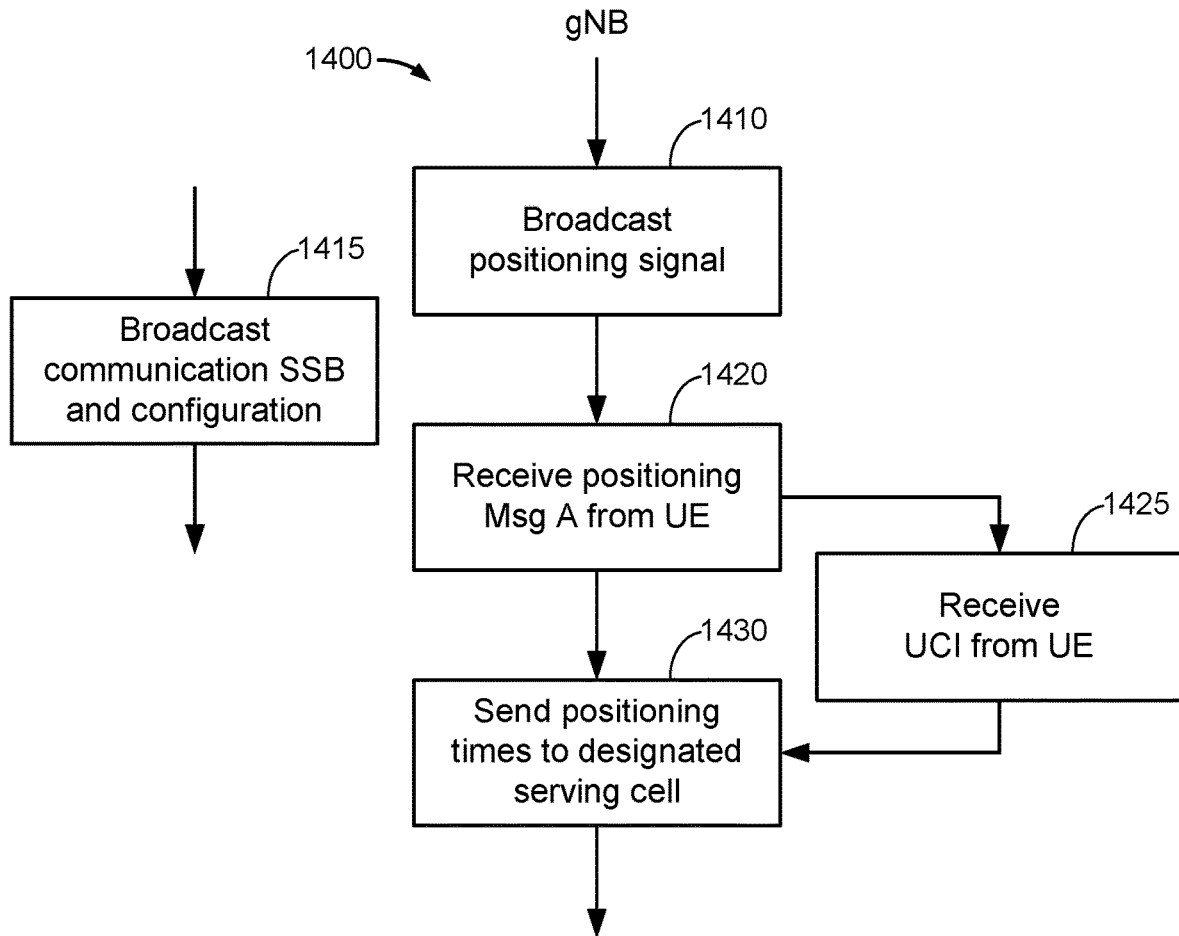 gNB
1400
1410
Broadcast
positioning signal
1415
Broadcast
communication SSB
and configuration
1420
Receive positioning
Msg A from UE
1425
Receive
UCI from UE
1430
Send positioning
times to designated
serving cell